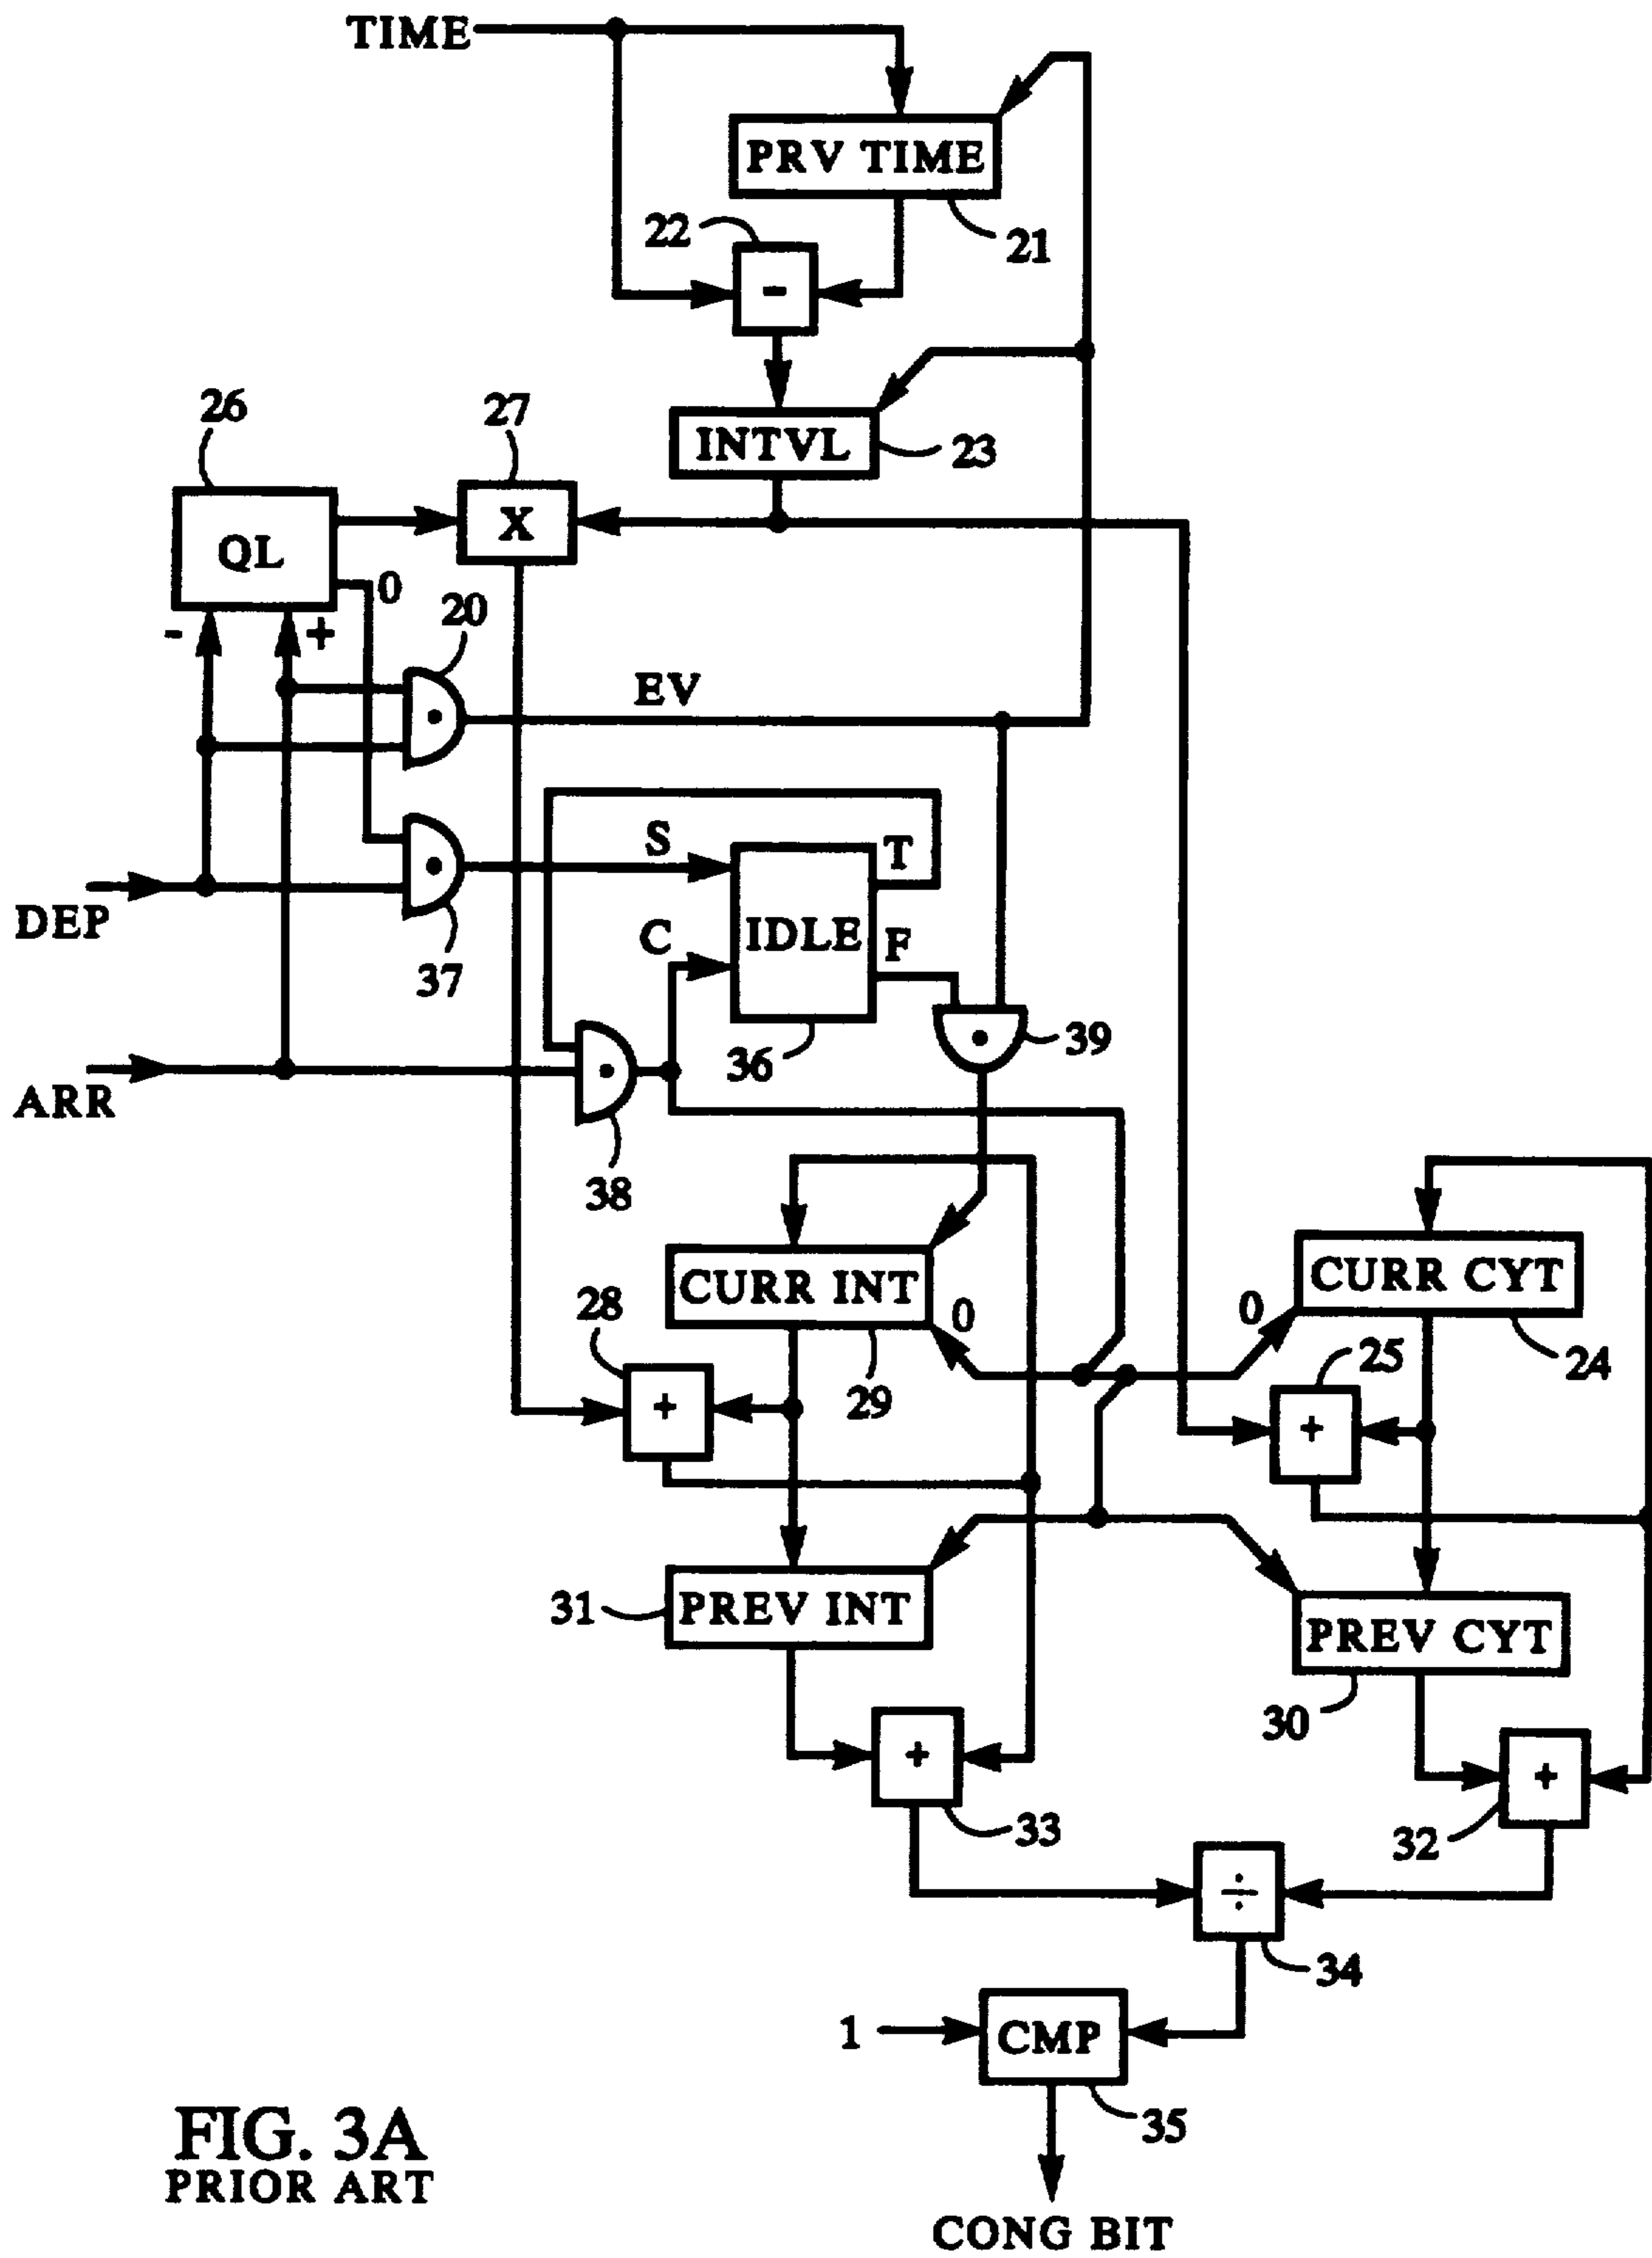 TIME
PRV TIME
22
-
21
26
27
INTVL
23
QL
X
0
20
-
+
EV
S
T
DEP
C
IDLE
F
37
39
ARR
36
38
CURR INT
CURR CYT
28
0
0
25
24
+
29
+
31
PREV INT
PREV CYT
30
+
+
33
32
÷
34
1
CMP
35
FIG. 3A
PRIOR ART
CONG BIT